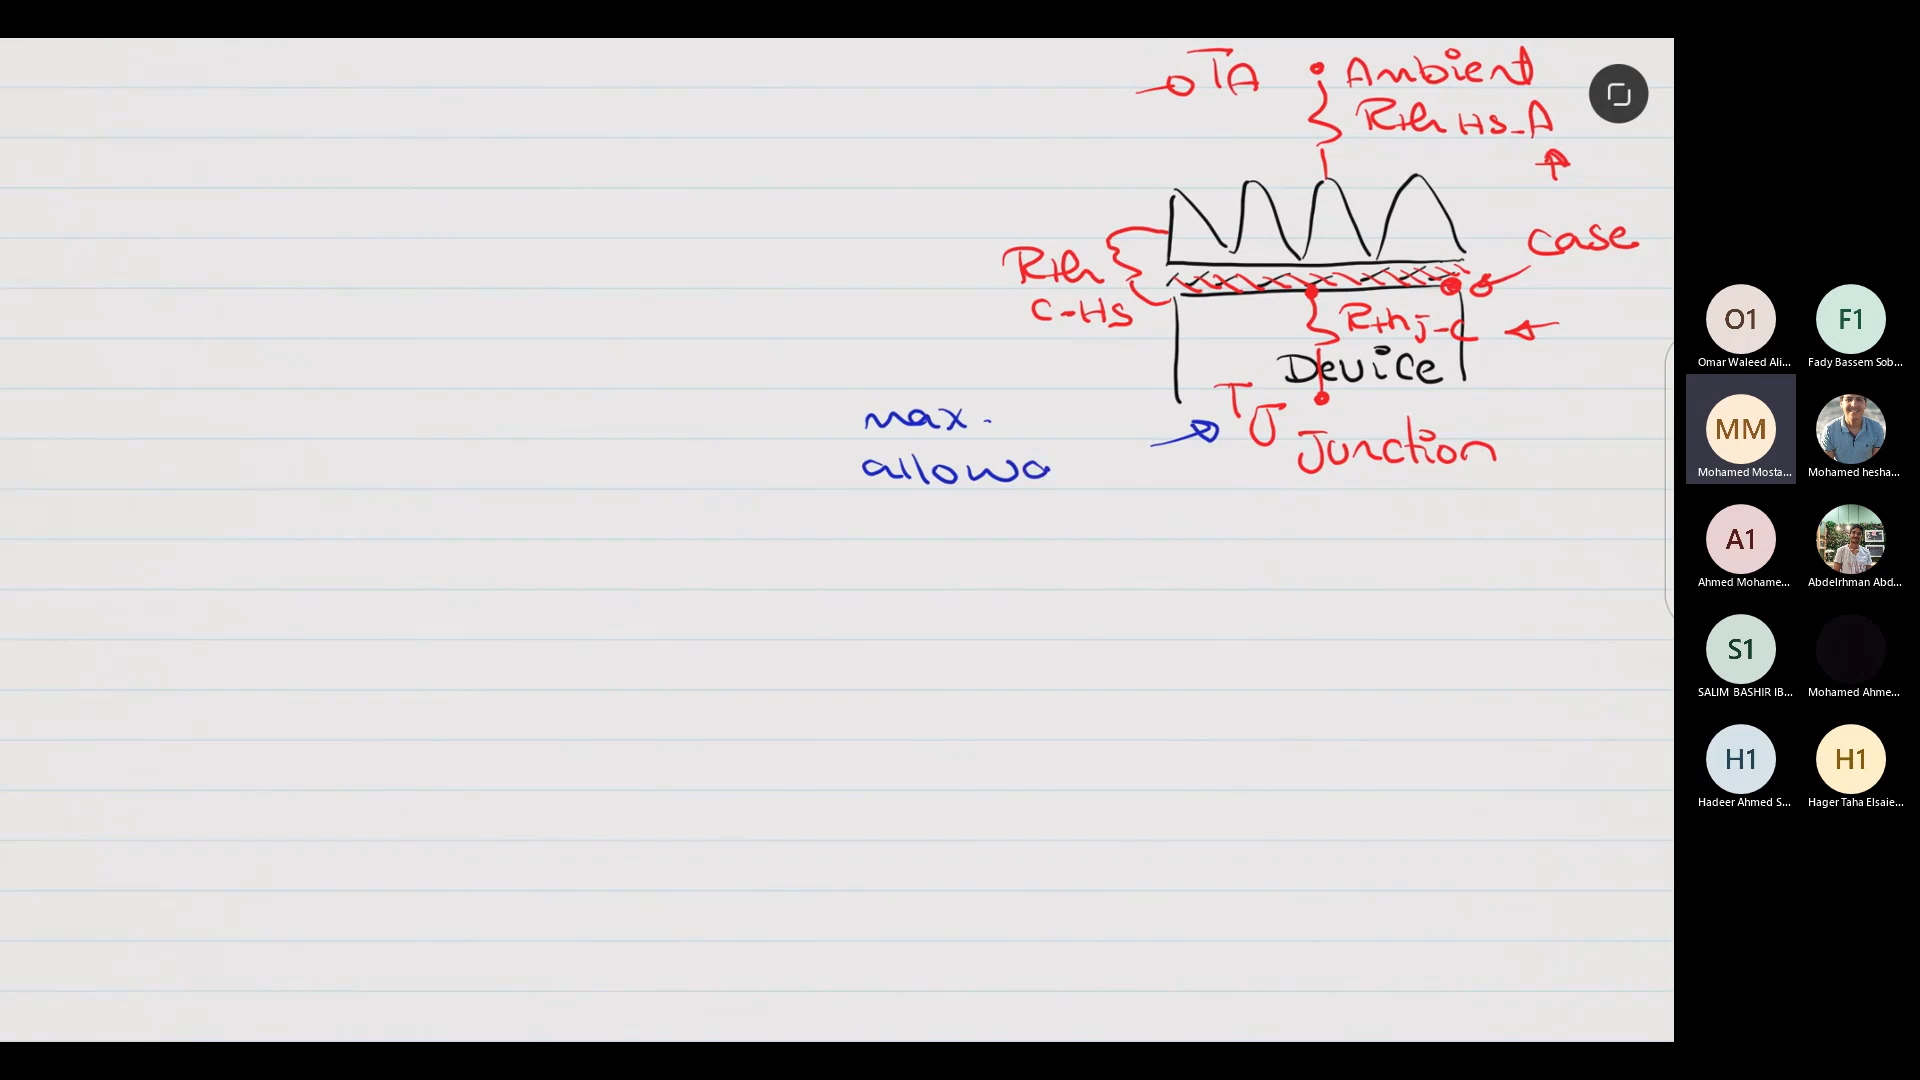 TA Ambient
Rth HS-A
case
Rth
C-HS
Rth J-C
Device
TJ
Junction
max.
allowa
O1
Omar Waleed Ali...
F1
Fady Bassem Sob...
MM
Mohamed Mosta...
Mohamed hesha...
A1
Ahmed Mohame...
Abdelrhman Abd...
S1
SALIM BASHIR IB...
Mohamed Ahme...
H1
Hadeer Ahmed S...
H1
Hager Taha Elsaie...